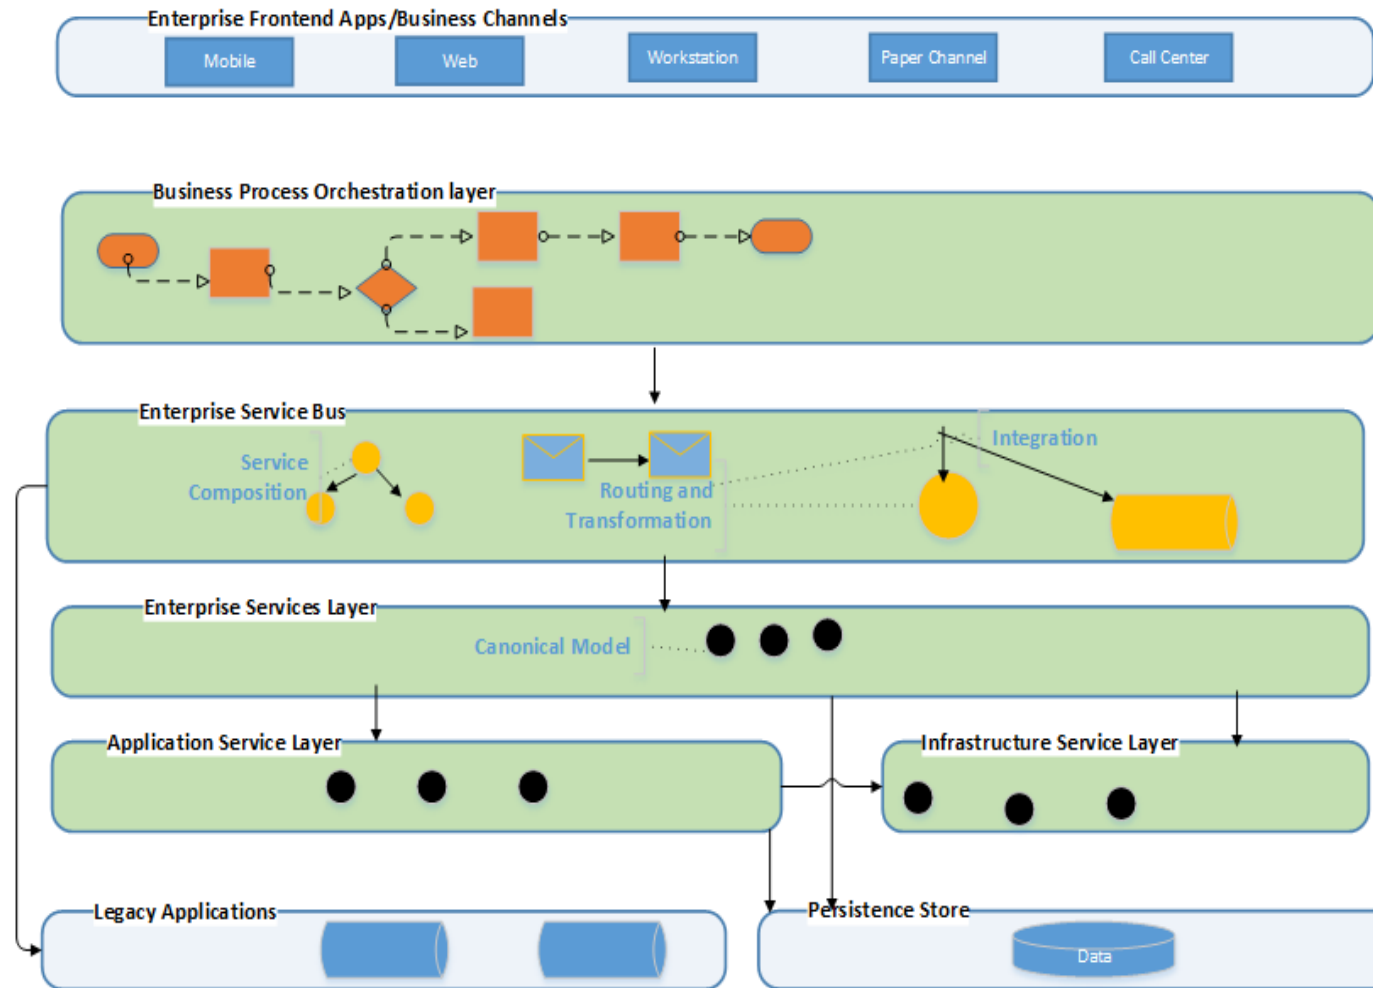 Enterprise Frontend Apps/Business Channels
Mobile
Web
Workstation
Paper Channel
Call Center
Business Process Orchestration layer
Enterprise Service Bus
Service
Composition
Routing and
Transformation
Integration
Enterprise Services Layer
Canonical Model
Application Service Layer
Infrastructure Service Layer
Legacy Applications
Persistence Store
Data